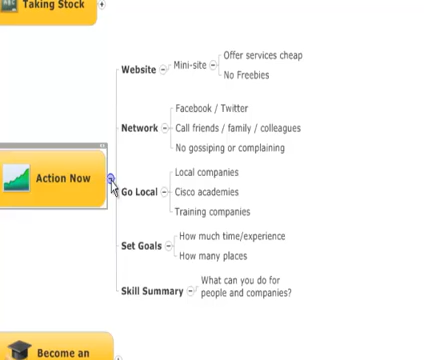 Taking Stock
Offer services cheap
Website
Mini-site
No Freebies
Facebook / Twitter
Network
Call friends / family / colleagues
No gossiping or complaining
Action Now
Local companies
Go Local
Cisco academies
Training companies
How much time/experience
Set Goals
How many places
Skill Summary
What can you do for
people and companies?
Become an